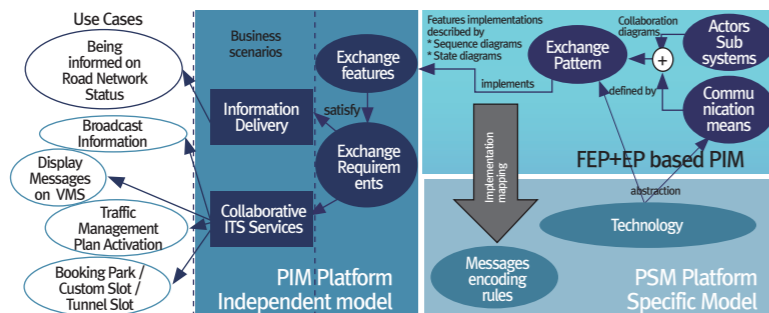 Use Cases
Being
informed on
Road Network
Status
Broadcast
Information
Display
Messages
on VMS
Traffic
Management
Plan Activation
Booking Park /
Custom Slot /
Tunnel Slot/
Business
scenarios
Information
Delivery
Collaborative
ITS Services
satisfy
Exchange
features
Exchange
Requirem
ents
PIM Platform
Independent model
Features implementations
described by
* Sequence diagrams
* State diagrams
implements
Exchange
Pattern
Collaboration
diagrams
+
defined by
Actors
Sub
systems
Commu
nication
means
FEP+EP based PIM
Implementation
mapping
abstraction
Technology
Messages
encoding
rules
PSM Platform
Specific Model